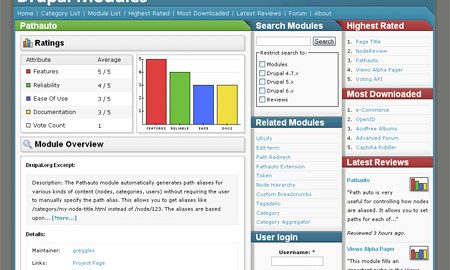 Drupal Modules
Home | Category List | Module List | Highest Rated | Most Downloaded | Latest Reviews | Forum | About
Pathauto
Ratings
Attribute Average
Features 5 / 5
Reliability 4 / 5
Ease Of Use 3 / 5
Documentation 3 / 5
Vote Count 1
5
4
3
2
1
0
FEATURES RELIABLE EASE DOCS
Module Overview
Drupal.org Excerpt:
Description: The Pathauto module automatically generates path aliases for
various kinds of content (nodes, categories, users) without requiring the user
to manually specify the path alias. This allows you to get aliases like
/category/my-node-title.html instead of /node/123. The aliases are
based upon... [More...]
Details:
Maintainer: greggles
Links: Project Page
Search Modules
Search
Restrict search to:
Modules
Drupal 4.7.x
Drupal 5.x
Drupal 6.x
Reviews
Related Modules
URLify
Edit term
Path Redirect
Pathauto Extension
Token
Node Hierarchy
Custom Breadcrumbs
Tagadelic
Category
Category Aggregator
User login
Username: *
Highest Rated
1. Page Title
2. NodeReview
3. Pathauto
4. Views Alpha Pager
5. Voting API
Most Downloaded
1. e-Commerce
2. OpenID
3. Acidfree Albums
4. Advanced Forum
5. Captcha Riddler
Latest Reviews
Pathauto
"Path auto is very
useful for controlling how
nodes are aliased. It allows you to set
paths for each of..."
Reviewed 3 hours ago.
Views Alpha Pager
"This module fills an